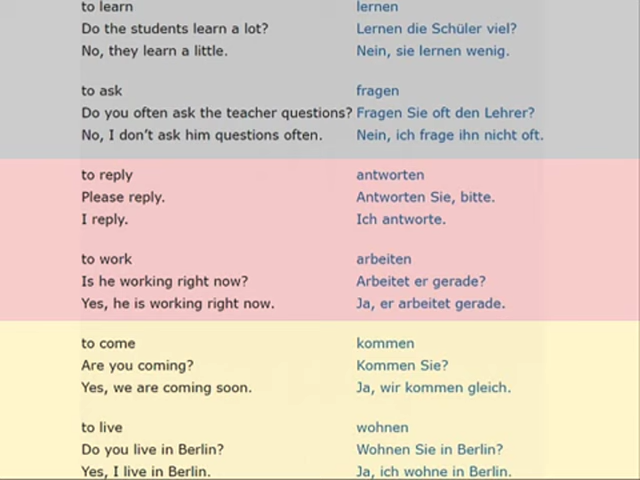 to learn lernen
Do the students learn a lot? Lernen die Schüler viel?
No, they learn a little. Nein, sie lernen wenig.
to ask fragen
Do you often ask the teacher questions? Fragen Sie oft den Lehrer?
No, I don’t ask him questions often. Nein, ich frage ihn nicht oft.
to reply antworten
Please reply. Antworten Sie, bitte.
I reply. Ich antworte.
to work arbeiten
Is he working right now? Arbeitet er gerade?
Yes, he is working right now. Ja, er arbeitet gerade.
to come kommen
Are you coming? Kommen Sie?
Yes, we are coming soon. Ja, wir kommen gleich.
to live wohnen
Do you live in Berlin? Wohnen Sie in Berlin?
Yes, I live in Berlin. Ja, ich wohne in Berlin.